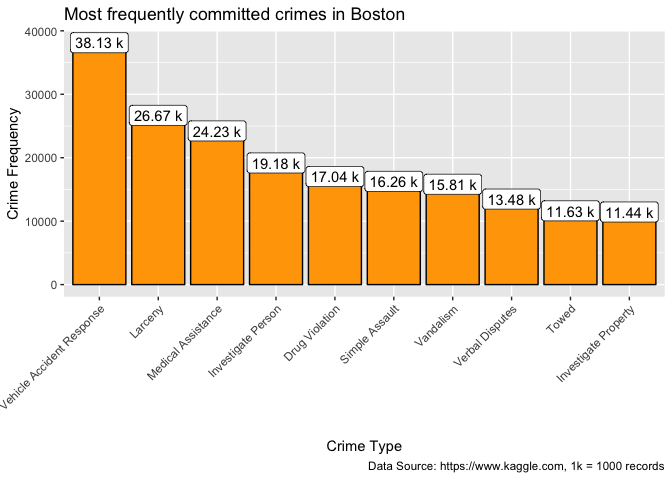 Most frequently committed crimes in Boston
Crime Frequency
40000
30000
20000
10000
0
38.13 k
26.67 k
24.23 k
19.18 k
17.04 k
16.26 k
15.81 k
13.48 k
11.63 k
11.44 k
Vehicle Accident Response
Larceny
Medical Assistance
Investigate Person
Drug Violation
Simple Assault
Vandalism
Verbal Disputes
Towed
Investigate Property
Crime Type
Data Source: https://www.kaggle.com, 1k = 1000 records